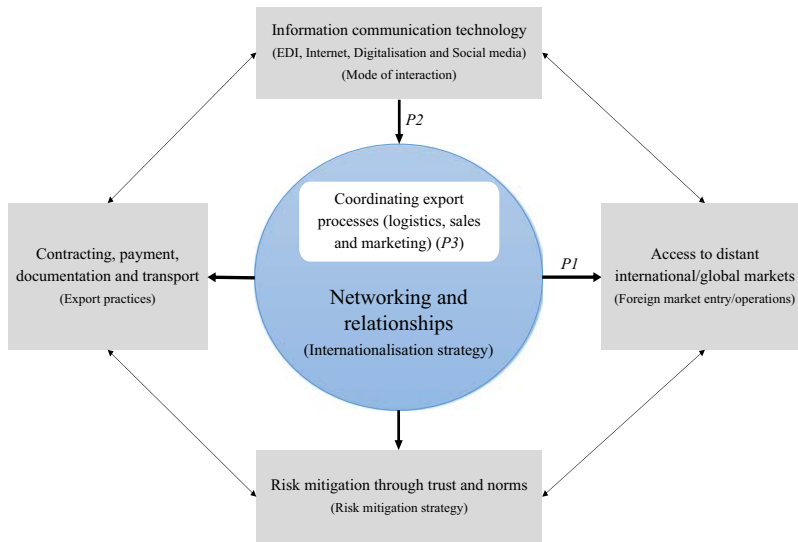 Information communication technology
(EDI, Internet, Digitalisation and Social media)
(Mode of interaction)
P2
Coordinating export
processes (logistics, sales
and marketing) (P3)
Contracting, payment,
documentation and transport
(Export practices)
P1
Access to distant
international/global markets
(Foreign market entry/operations)
Networking and
relationships
(Internationalisation strategy)
Risk mitigation through trust and norms
(Risk mitigation strategy)